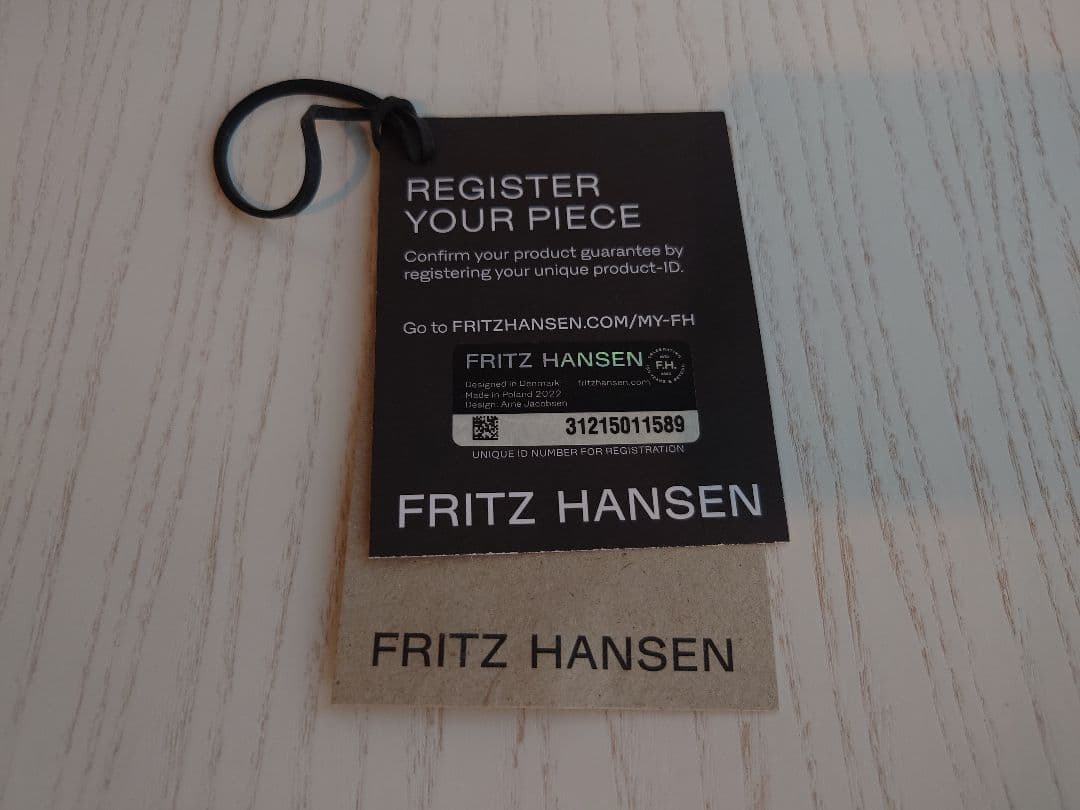 REGISTER
YOUR PIECE
Confirm your product guarantee by
registering your unique product-ID.
Go to FRITZHANSEN.COM/MY-FH
FRITZ HANSEN
F.H.
Designed in Denmark fritzhansen.com
Made in Poland 2022
Design: Arne Jacobsen
31215011589
UNIQUE ID NUMBER FOR REGISTRATION
FRITZ HANSEN
FRITZ HANSEN